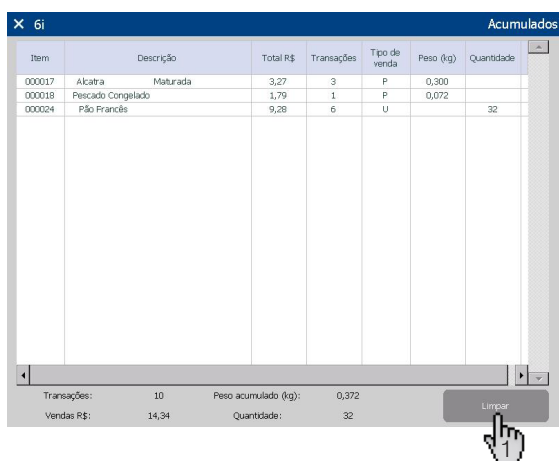 6i Acumulados
Item Descrição Total R$ Transações Tipo de venda Peso (kg) Quantidade
000017 Alcatra Maturada 3,27 3 P 0,300
000018 Pescado Congelado 1,79 1 P 0,072
000024 Pão Francês 9,28 6 U 32
Transações: 10 Peso acumulado (kg): 0,372
Vendas R$: 14,34 Quantidade: 32
Limpar
1